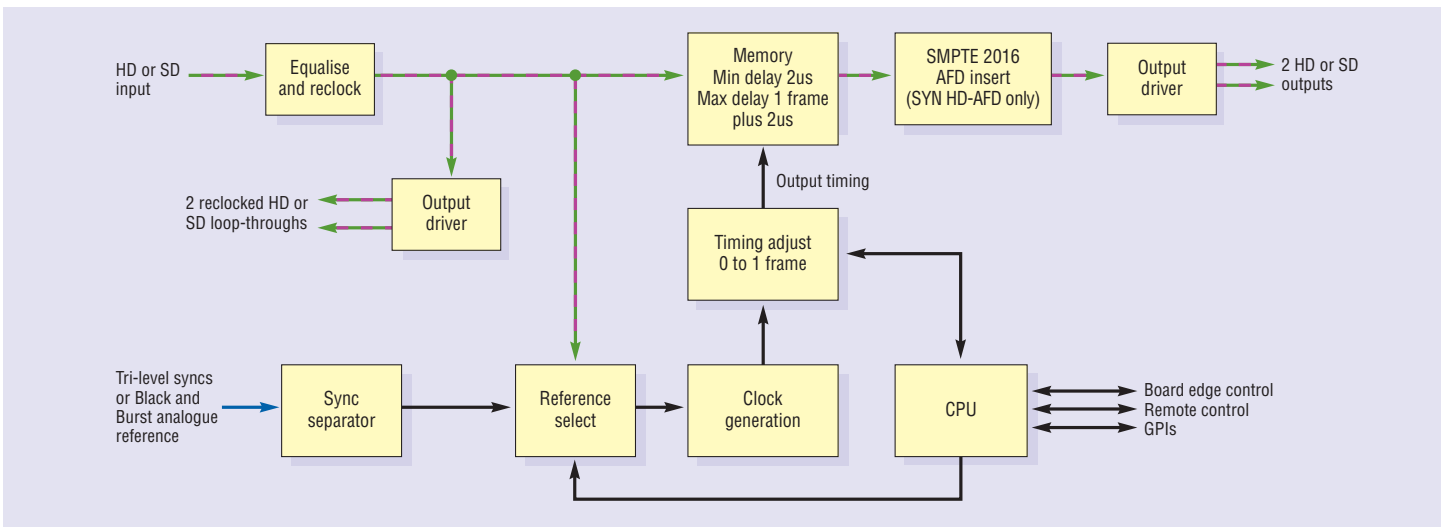 HD or SD
input
Equalise
and reclock
Memory
Min delay 2us
Max delay 1 frame
plus 2us
SMPTE 2016
AFD insert
(SYN HD-AFD only)
Output
driver
2 HD or SD
outputs
2 reclocked HD or
SD loop-throughs
Output
driver
Output timing
Timing adjust
0 to 1 frame
Tri-level syncs
or Black and
Burst analogue
reference
Sync
separator
Reference
select
Clock
generation
CPU
Board edge control
Remote control
GPIs